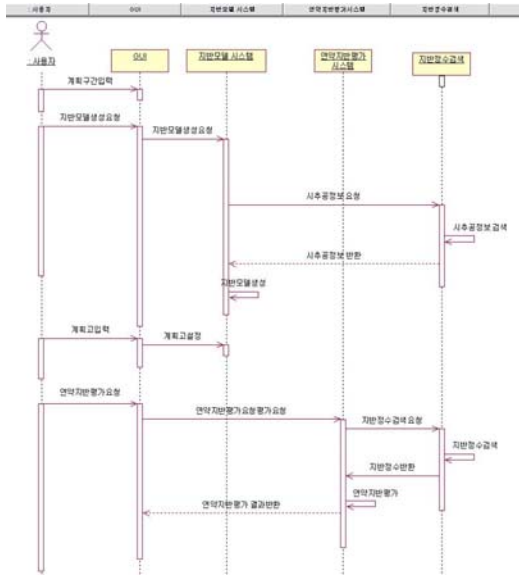 : 사용자 GUI 지반모델 시스템 연약지반평가시스템 지반정수검색
: 사용자
GUI
지반모델 시스템
연약지반평가
시스템
지반정수검색
계획구간입력
지반모델생성요청
지반모델생성요청
시추공정보 요청
시추공정보 검색
시추공정보 반환
지반모델생성
계획고입력
계획고설정
연약지반평가요청
연약지반평가요청평가요청
지반정수검색 요청
지반정수검색
지반정수반환
연약지반평가
연약지반평가 결과반환